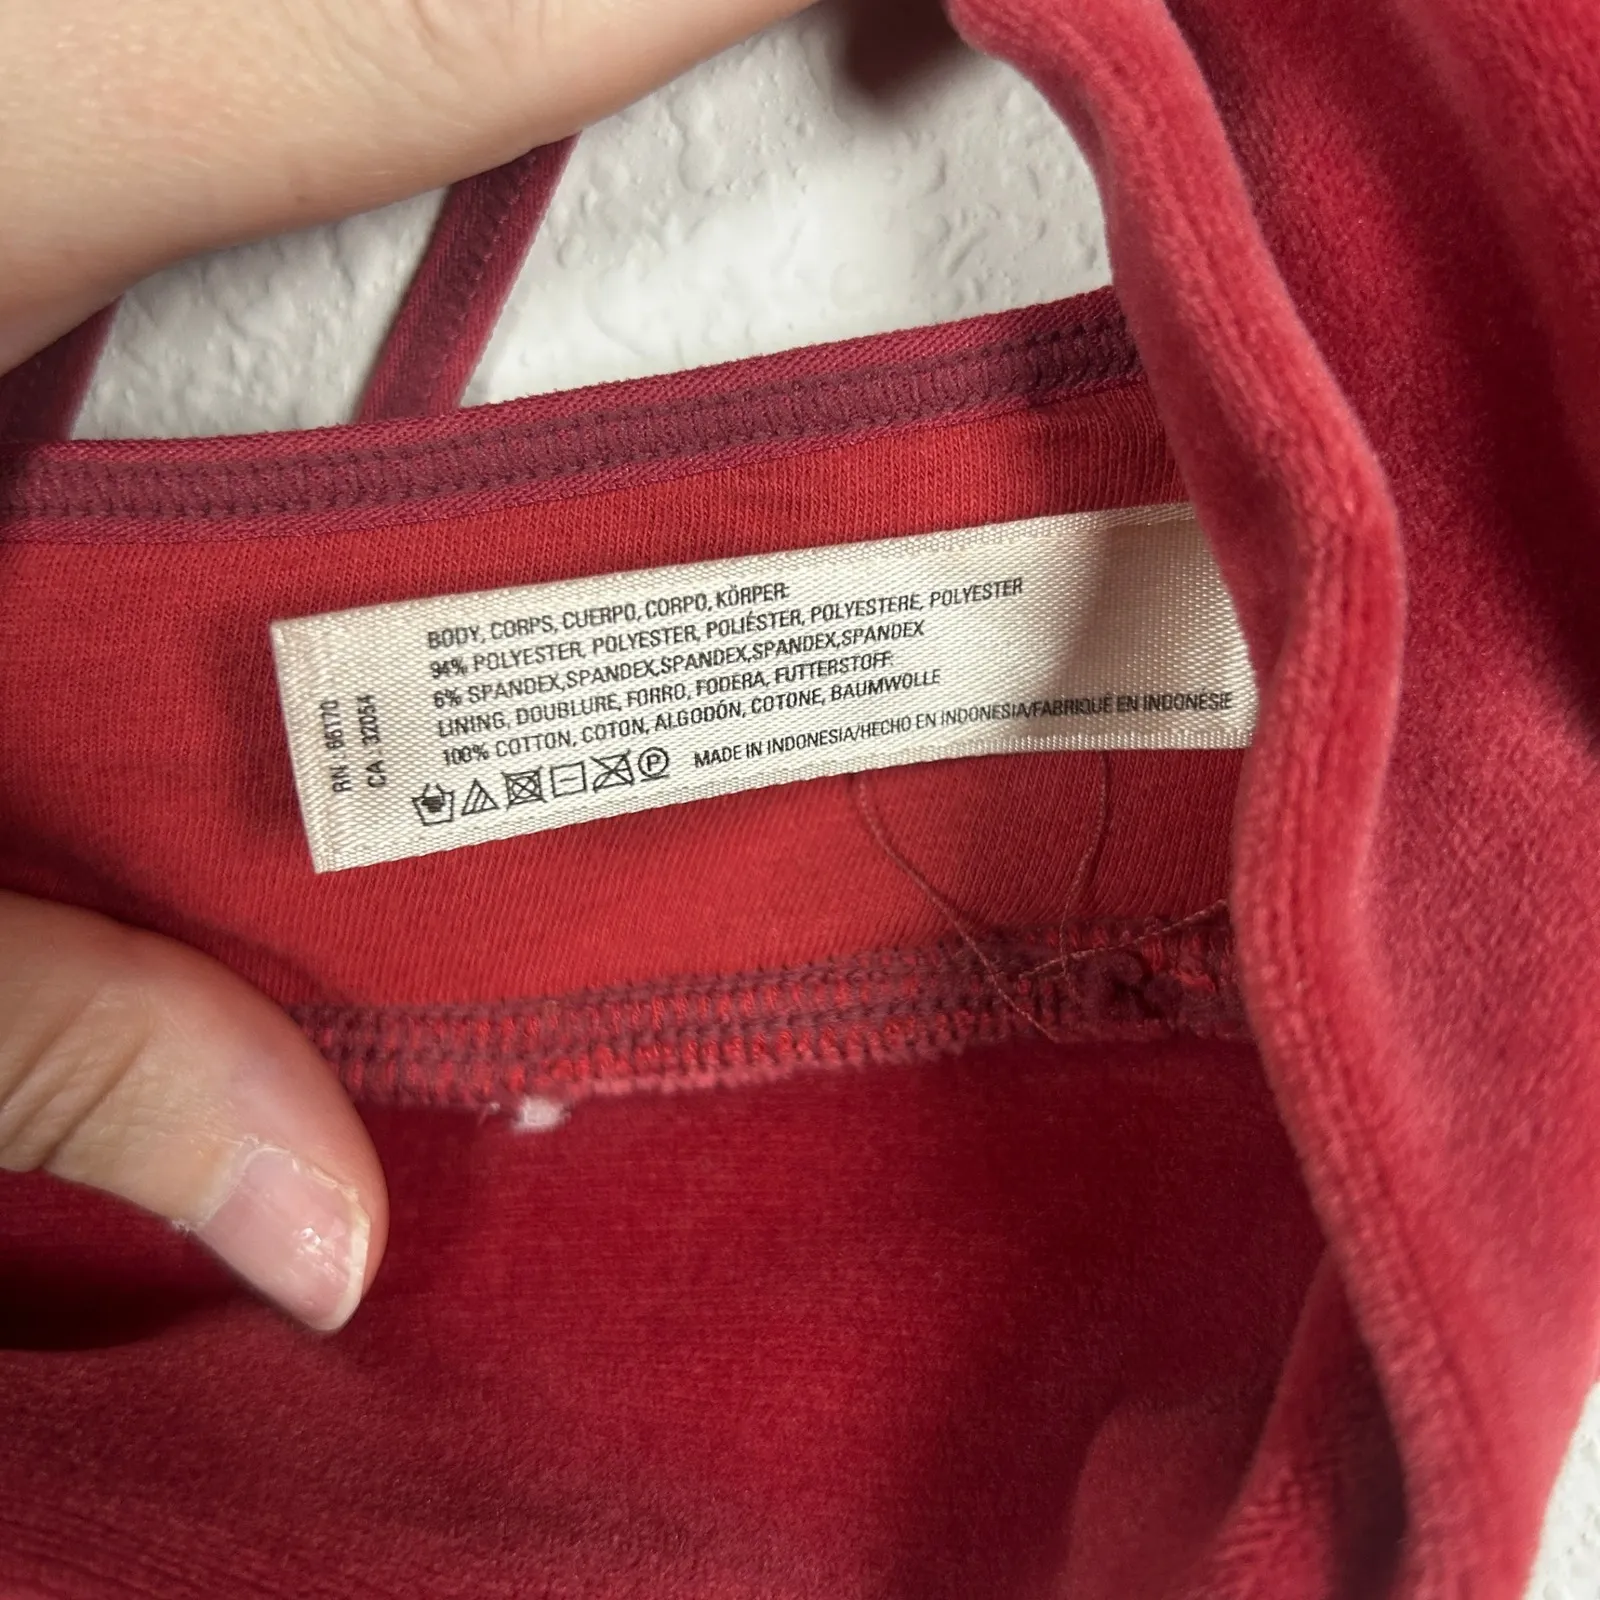 BODY, CORPS, CUERPO, CORPO, KÖRPER:
94% POLYESTER, POLYESTER, POLIÉSTER, POLYESTERE, POLYESTER
6% SPANDEX,SPANDEX,SPANDEX,SPANDEX,SPANDEX
LINING, DOUBLURE, FORRO, FODERA, FUTTERSTOFF:
100% COTTON, COTON, ALGODÓN, COTONE, BAUMWOLLE
P
MADE IN INDONESIA/HECHO EN INDONESIA/FABRIQUÉ EN INDONESIE
RN : 66170
CA : 32054